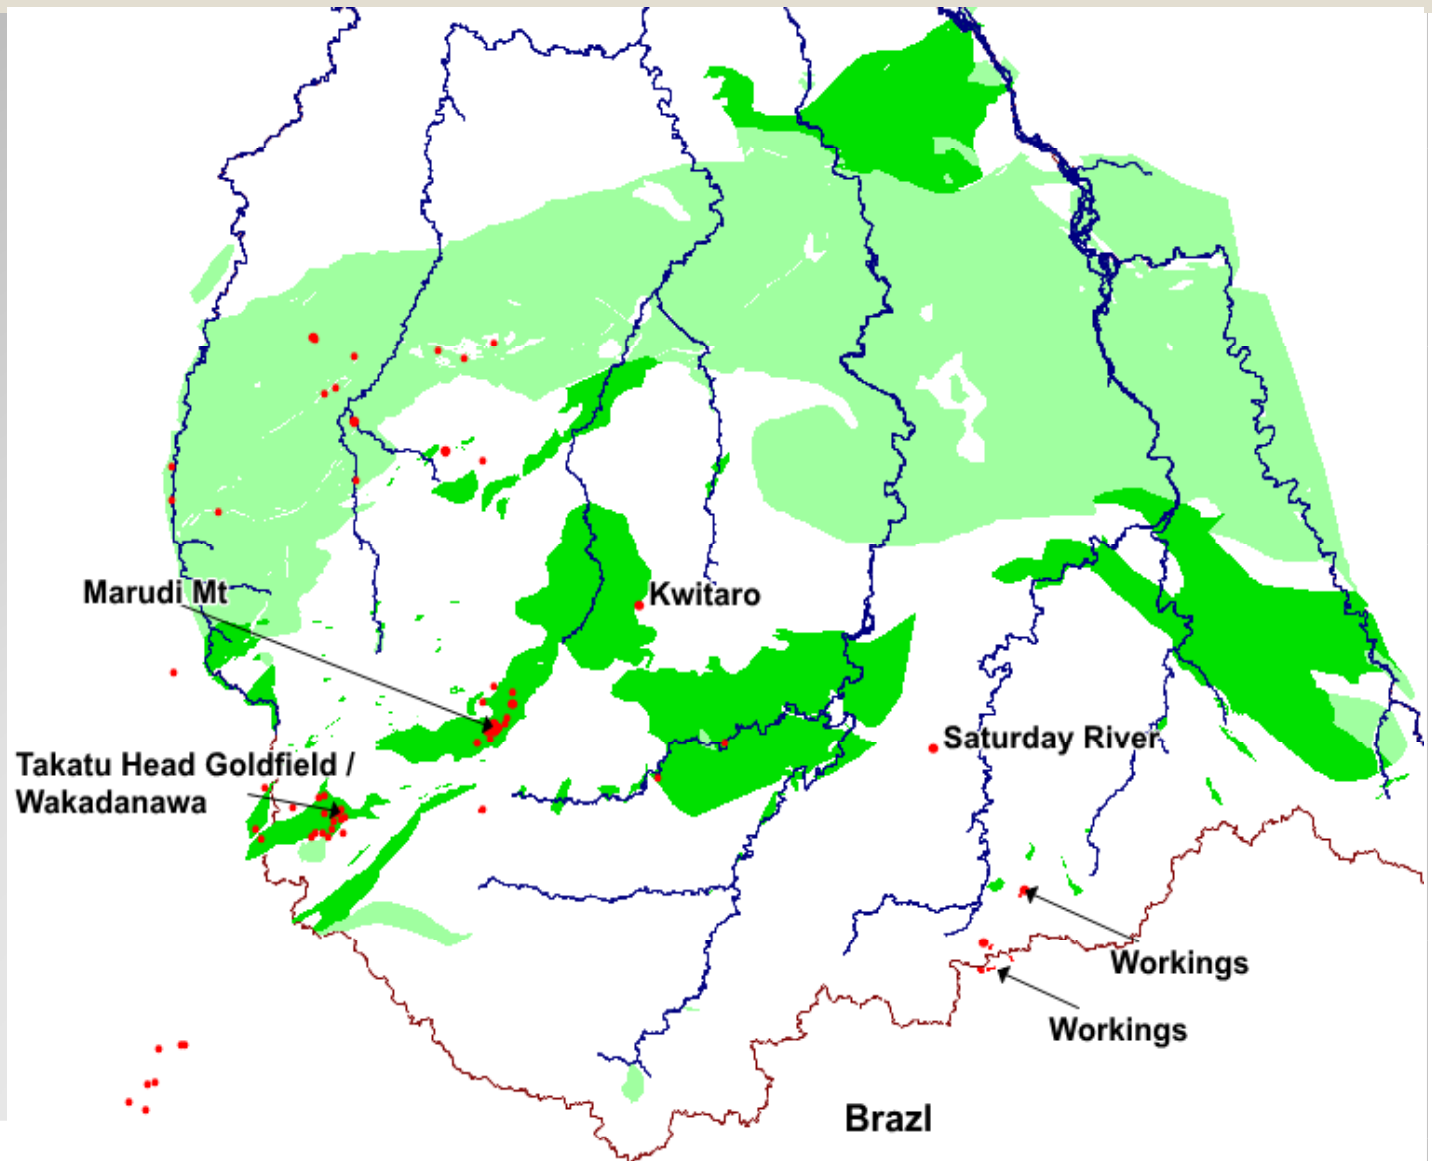 Marudi Mt
Kwitaro
Saturday River
Takatu Head Goldfield /
Wakadanawa
Workings
Workings
Brazl